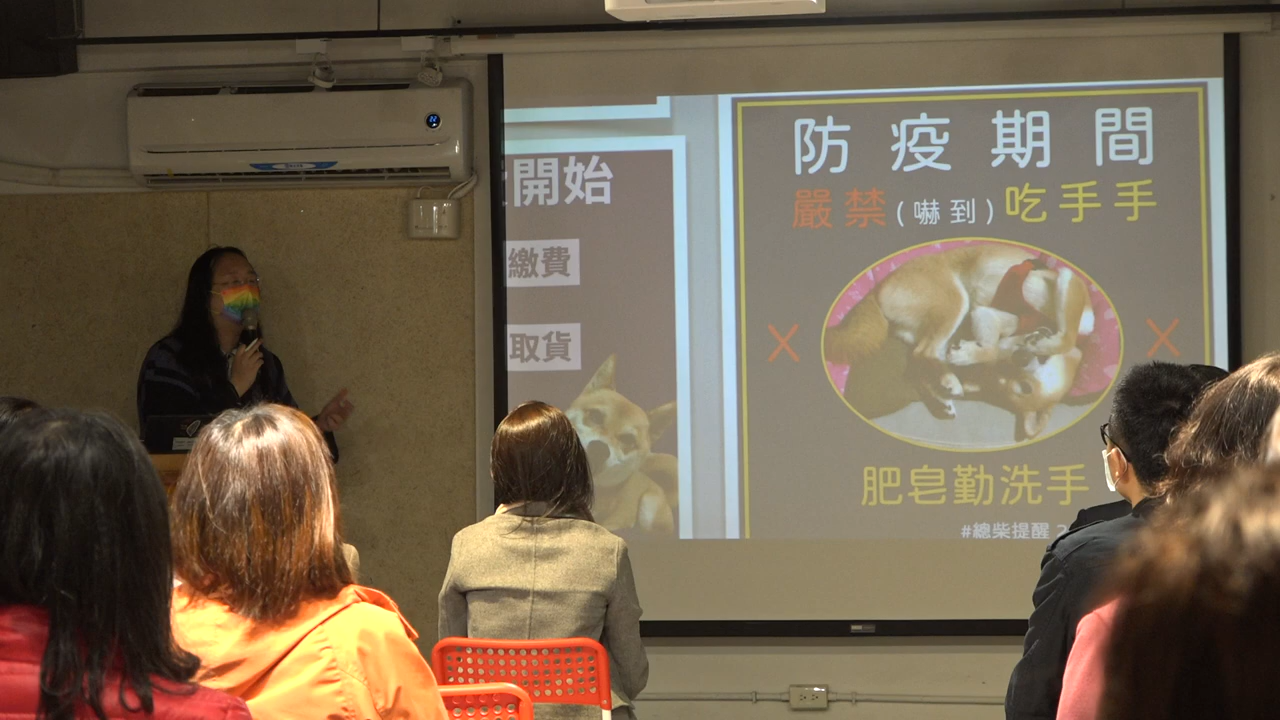 開始
繳費
取貨
防疫期間
嚴禁(嚇到)吃手手
肥皂勤洗手
#總柴提醒 2